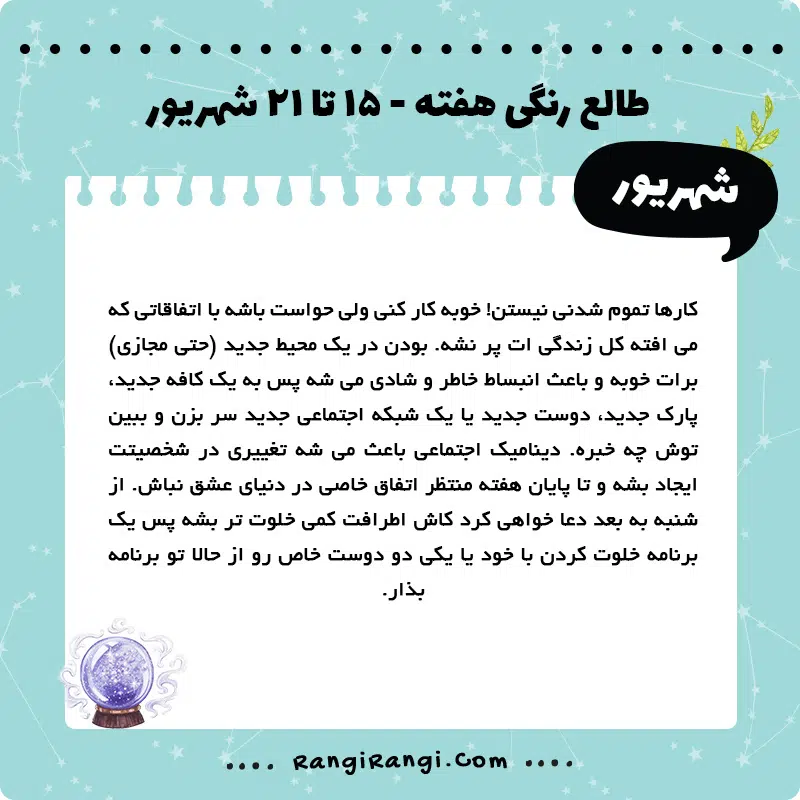 طالع رنگی هفته - ۱۵ تا ۲۱ شهریور
شهریور
کارها تموم شدنی نیستن! خوبه کار کنی ولی حواست باشه با اتفاقاتی که
می افته کل زندگی ات پر نشه. بودن در یک محیط جدید (حتی مجازی)
برات خوبه و باعث انبساط خاطر و شادی می شه پس به یک کافه جدید،
پارک جدید، دوست جدید یا یک شبکه اجتماعی جدید سر بزن و ببین
توش چه خبره. دینامیک اجتماعی باعث می شه تغییری در شخصیتت
ایجاد بشه و تا پایان هفته منتظر اتفاق خاصی در دنیای عشق نباش. از
شنبه به بعد دعا خواهی کرد کاش اطرافت کمی خلوت تر بشه پس یک
برنامه خلوت کردن با خود یا یکی دو دوست خاص رو از حالا تو برنامه
بذار.
.... RangiRangi.Com ....